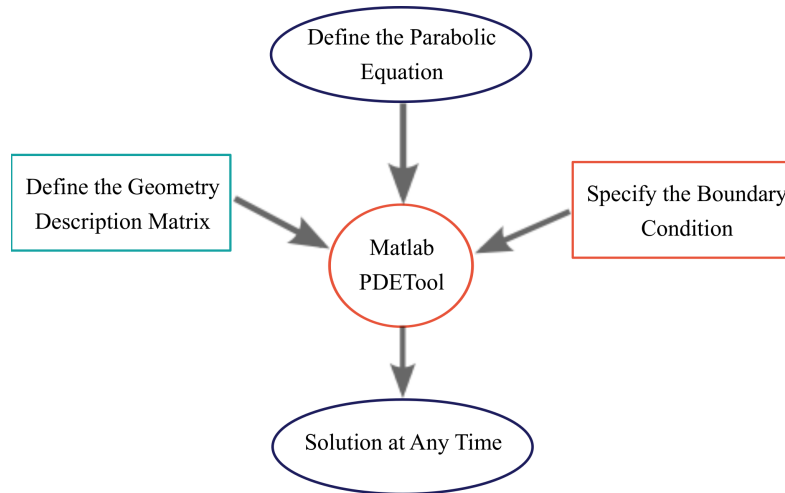 Define the Parabolic
Equation
Define the Geometry
Description Matrix
Specify the Boundary
Condition
Matlab
PDETool
Solution at Any Time